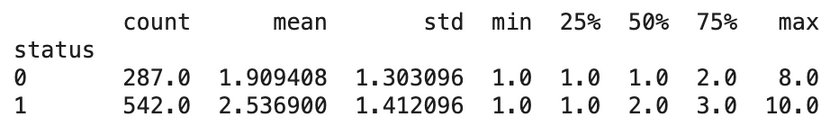 count mean std min 25% 50% 75% max
status
0 287.0 1.909408 1.303096 1.0 1.0 1.0 2.0 8.0
1 542.0 2.536900 1.412096 1.0 1.0 2.0 3.0 10.0